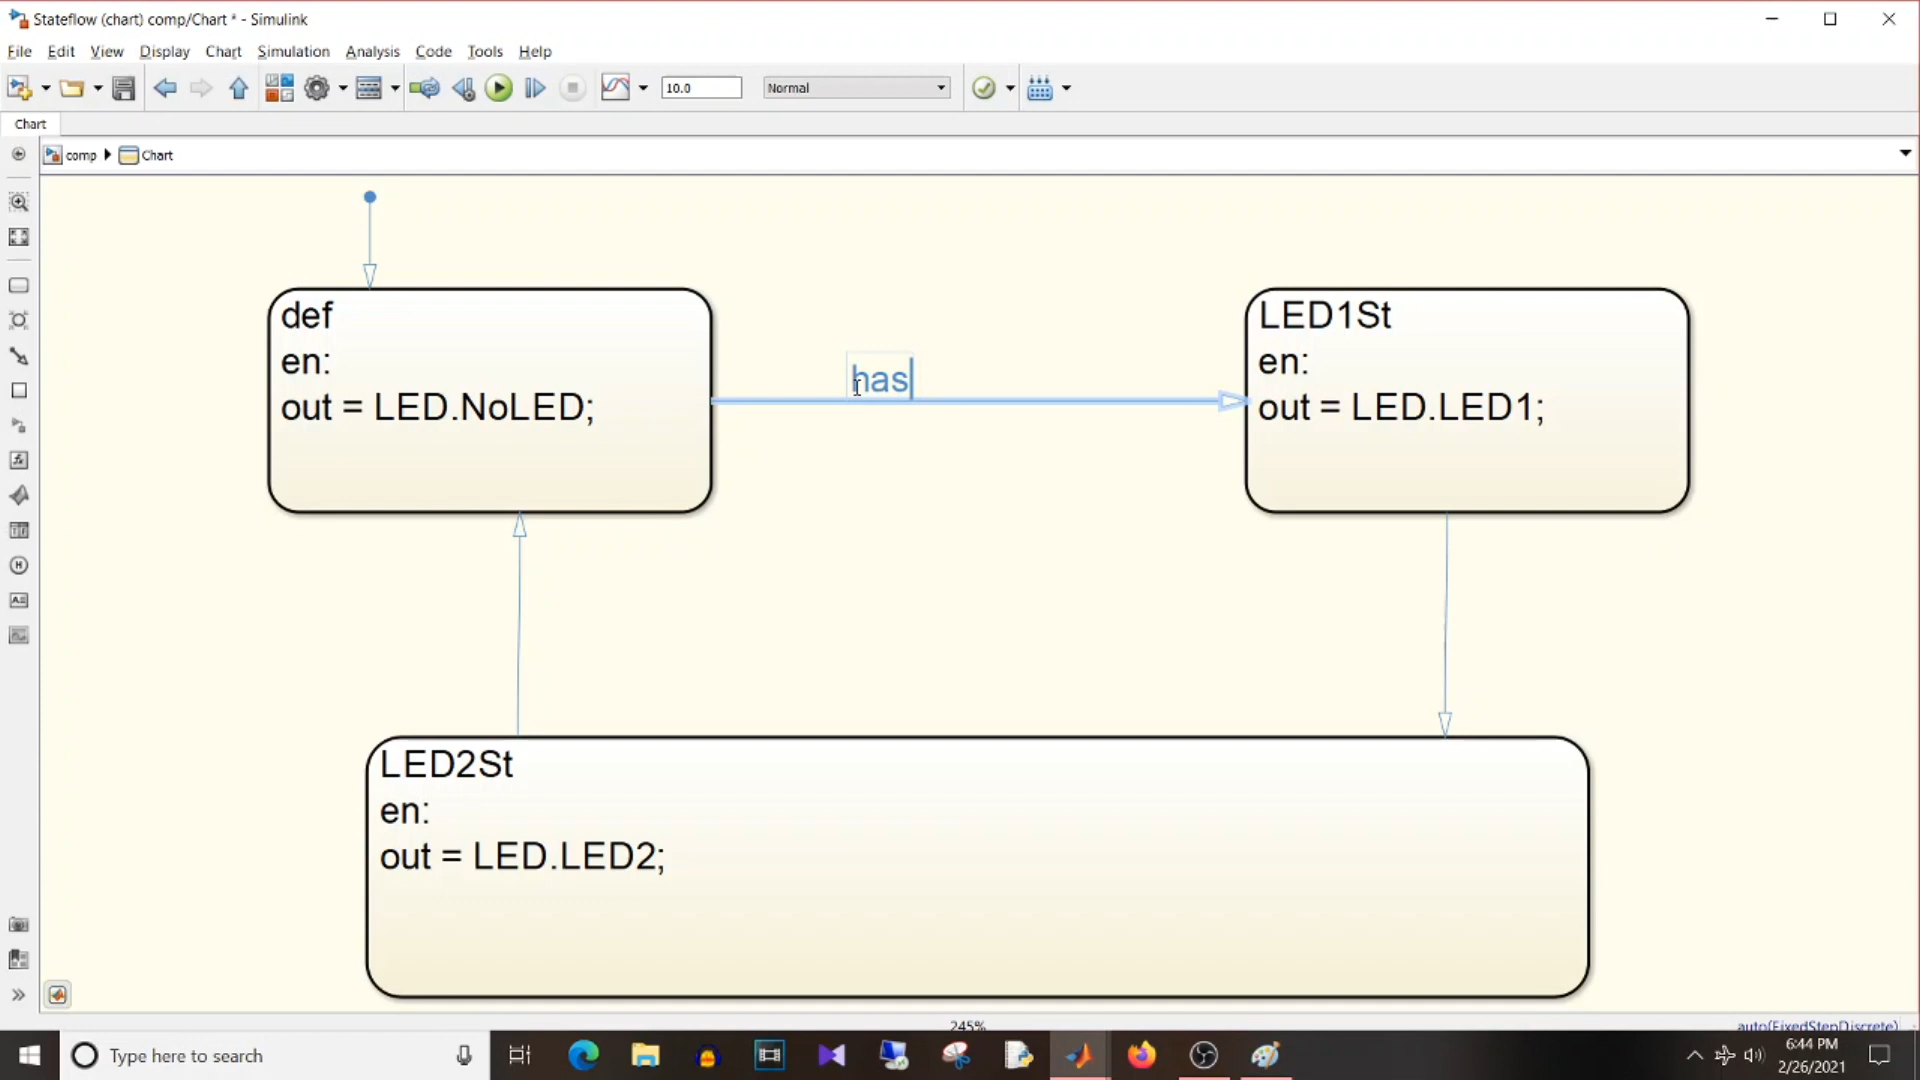 Stateflow (chart) comp/Chart * - Simulink
File Edit View Display Chart Simulation Analysis Code Tools Help
10.0 Normal
Chart
comp Chart
def
en:
out = LED.NoLED;
has
LED1St
en:
out = LED.LED1;
LED2St
en:
out = LED.LED2;
245% auto(FixedStepDiscrete)
Type here to search
6:44 PM
2/26/2021